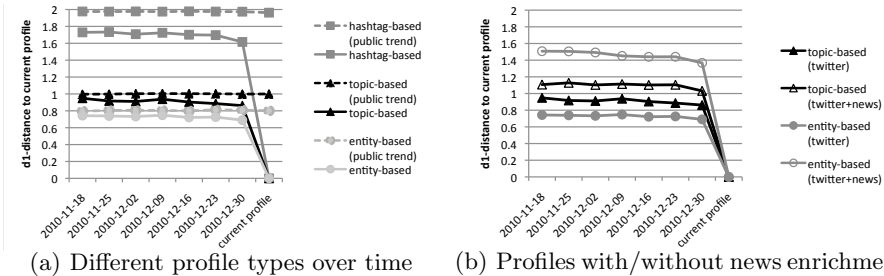 d1-distance to current profile
2
1.8
1.6
1.4
1.2
1
0.8
0.6
0.4
0.2
0
2010-11-18
2010-11-25
2010-12-02
2010-12-09
2010-12-16
2010-12-23
2010-12-30
current profile
hashtag-based
(public trend)
hashtag-based
topic-based
(public trend)
topic-based
entity-based
(public trend)
entity-based
(a) Different profile types over time
d1-distance to current profile
2
1.8
1.6
1.4
1.2
1
0.8
0.6
0.4
0.2
0
2010-11-18
2010-11-25
2010-12-02
2010-12-09
2010-12-16
2010-12-23
2010-12-30
current profile
topic-based
(twitter)
topic-based
(twitter+news)
entity-based
(twitter)
entity-based
(twitter+news)
(b) Profiles with/without news enrichme